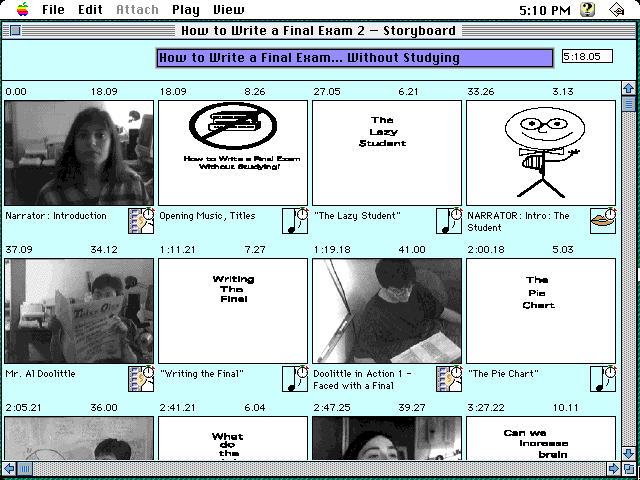 File Edit Attach Play View 5:10 PM
How to Write a Final Exam 2 – Storyboard
How to Write a Final Exam... Without Studying 5:18.05
0.00 18.09 18.09 8.26 27.05 6.21 33.26 3.13
How to Write a Final Exam
Without Studying!
The
Lazy
Student
Narrator: Introduction
Opening Music, Titles
"The Lazy Student"
NARRATOR: Intro: The
Student
37.09 34.12 1:11.21 7.27 1:19.18 41.00 2:00.18 5.03
Writing
The
Final
The
Pie
Chart
Mr. Al Doolittle
"Writing the Final"
Doolittle in Action 1 -
Faced with a Final
"The Pie Chart"
2:05.21 36.00 2:41.21 6.04 2:47.25 39.27 3:27.22 10.11
What
do
the
Can we
increase
brain